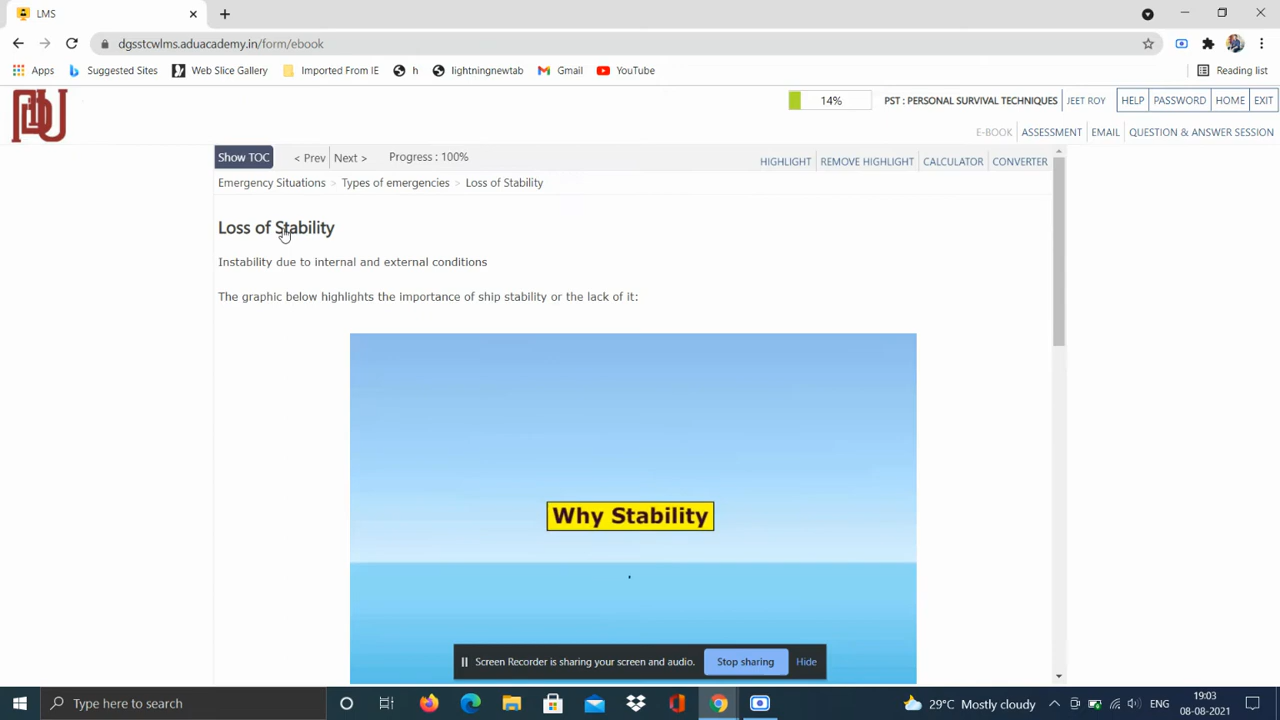 LMS
dgsstcwlms.aduacademy.in/form/ebook
Apps Suggested Sites Web Slice Gallery Imported From IE h lightningnewtab Gmail YouTube Reading list
14% PST : PERSONAL SURVIVAL TECHNIQUES JEET ROY HELP PASSWORD HOME EXIT
E-BOOK ASSESSMENT EMAIL QUESTION & ANSWER SESSION
Show TOC < Prev Next > Progress : 100%
HIGHLIGHT REMOVE HIGHLIGHT CALCULATOR CONVERTER
Emergency Situations > Types of emergencies > Loss of Stability
Loss of Stability
Instability due to internal and external conditions
The graphic below highlights the importance of ship stability or the lack of it:
Why Stability
Screen Recorder is sharing your screen and audio. Stop sharing Hide
Type here to search
29°C Mostly cloudy ENG 19:03
08-08-2021